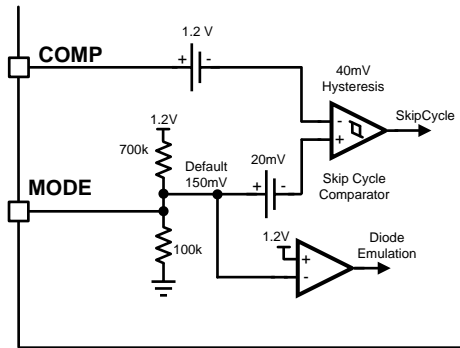 1.2 V
COMP
+ -
40mV
Hysteresis
SkipCycle
-
+
1.2V
700k
Default
150mV
20mV
+ -
Skip Cycle
Comparator
MODE
100k
1.2V
+
-
Diode
Emulation